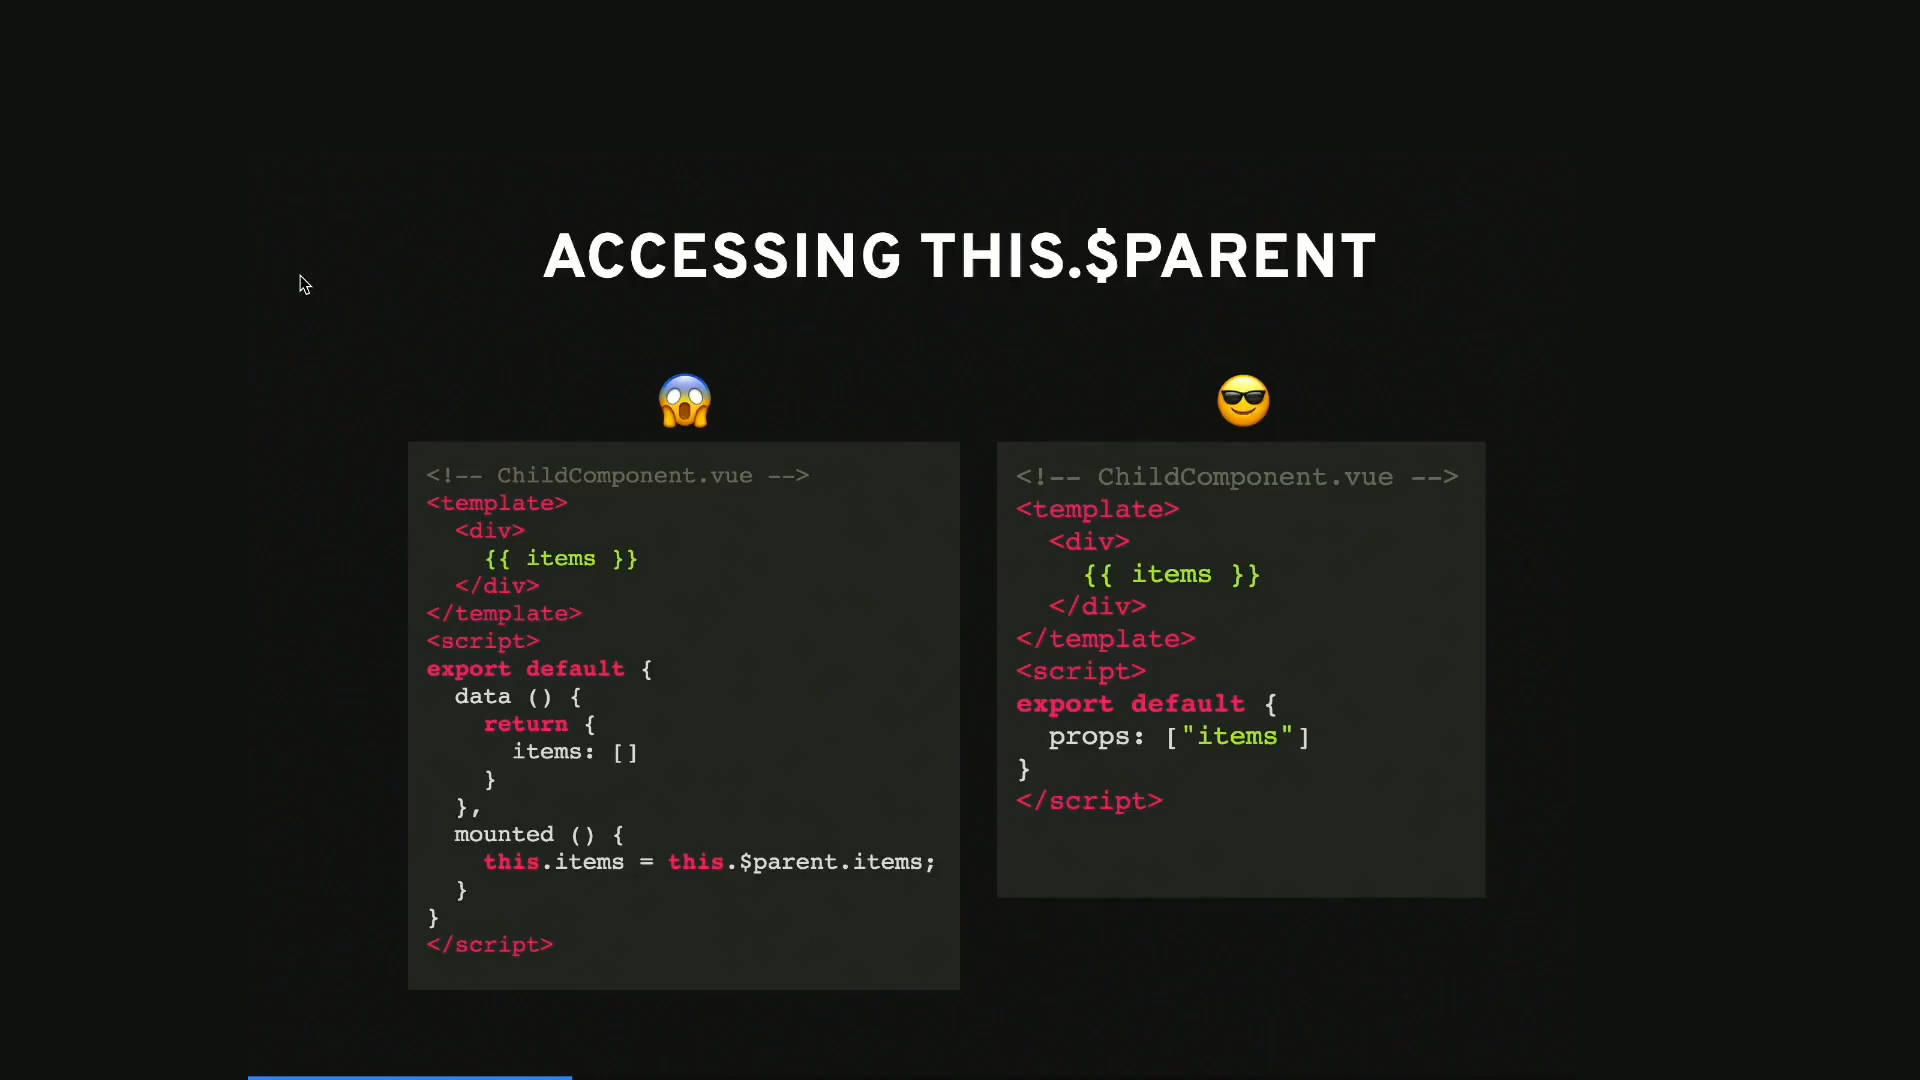 ACCESSING THIS.$PARENT
<!-- ChildComponent.vue -->
<template>
  <div>
    {{ items }}
  </div>
</template>
<script>
export default {
  data () {
    return {
      items: []
    }
  },
  mounted () {
    this.items = this.$parent.items;
  }
}
</script>
<!-- ChildComponent.vue -->
<template>
  <div>
    {{ items }}
  </div>
</template>
<script>
export default {
  props: ["items"]
}
</script>